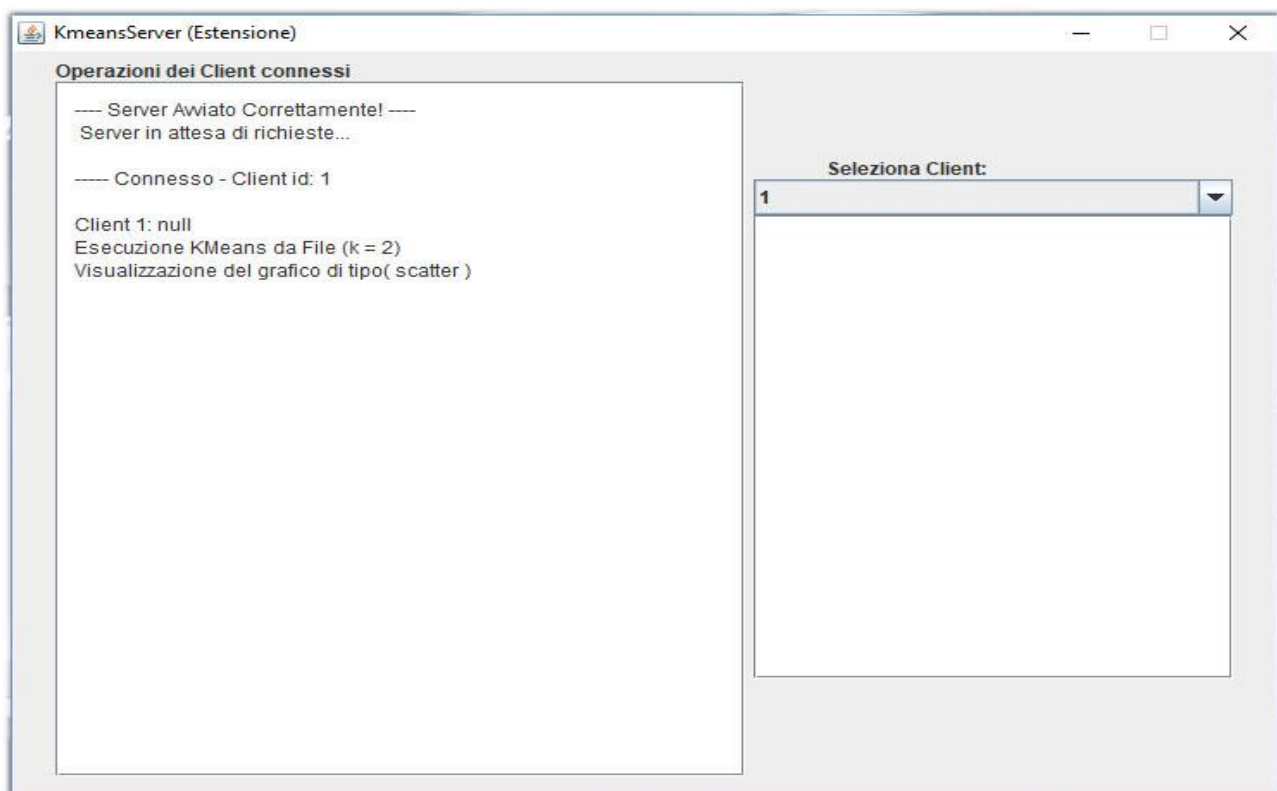 KmeansServer (Estensione)
Operazioni dei Client connessi
---- Server Avviato Correttamente! ----
Server in attesa di richieste...
----- Connesso - Client id: 1
Client 1: null
Esecuzione KMeans da File (k = 2)
Visualizzazione del grafico di tipo( scatter )
Seleziona Client:
1